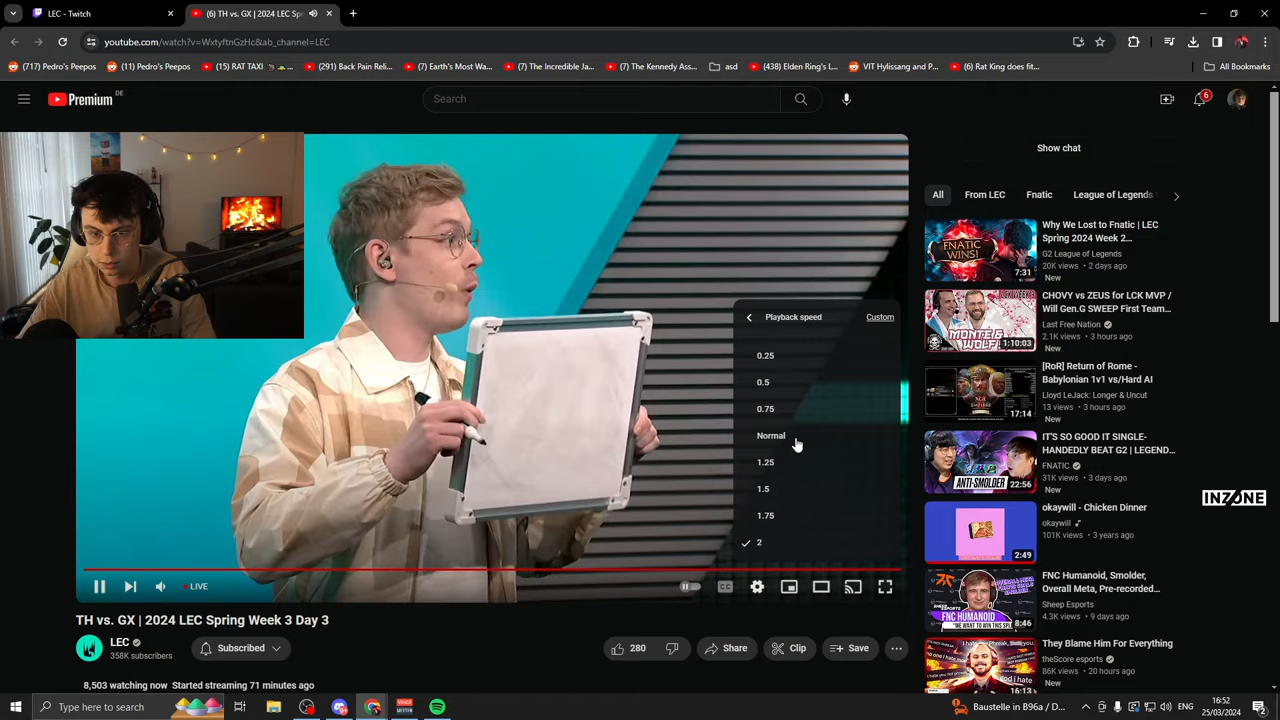 LEC - Twitch
(6) TH vs. GX | 2024 LEC Spr
youtube.com/watch?v=WxtyftnGzHc&ab_channel=LEC
(717) Pedro's Peepos
(11) Pedro's Peepos
(15) RAT TAXI
(291) Back Pain Reli...
(7) Earth's Most Wa...
(7) The Incredible Ja...
(7) The Kennedy Ass...
asd
(438) Elden Ring's L...
VIT Hylissang and P...
(6) Rat King does fit...
All Bookmarks
Premium DE
Search
6
Show chat
All
From LEC
Fnatic
League of Legends
Playback speed
Custom
0.25
0.5
0.75
Normal
1.25
1.5
1.75
2
LIVE
CC
FNATIC
WINS!
7:31
Why We Lost to Fnatic | LEC
Spring 2024 Week 2...
G2 League of Legends
20K views • 2 days ago
New
MONTE &
WOLF
1:10:03
CHOVY vs ZEUS for LCK MVP /
Will Gen.G SWEEP First Team...
Last Free Nation
2.1K views • 3 hours ago
New
17:14
[RoR] Return of Rome -
Babylonian 1v1 vs/Hard AI
Lloyd LeJack: Longer & Uncut
13 views • 3 hours ago
New
ANTI-SMOLDER
22:56
IT'S SO GOOD IT SINGLE-
HANDEDLY BEAT G2 | LEGEND...
FNATIC
31K views • 3 days ago
New
2:49
okaywill - Chicken Dinner
okaywill
101K views • 3 years ago
INZONE
8:46
FNC Humanoid, Smolder,
Overall Meta, Pre-recorded...
Sheep Esports
4.3K views • 9 days ago
16:13
They Blame Him For Everything
theScore esports
86K views • 20 hours ago
New
TH vs. GX | 2024 LEC Spring Week 3 Day 3
LEC
358K subscribers
Subscribed
280
Share
Clip
Save
8,503 watching now Started streaming 71 minutes ago
Type here to search
VOICE
MEETER
Baustelle in B96a / D...
ENG
16:52
25/03/2024
2